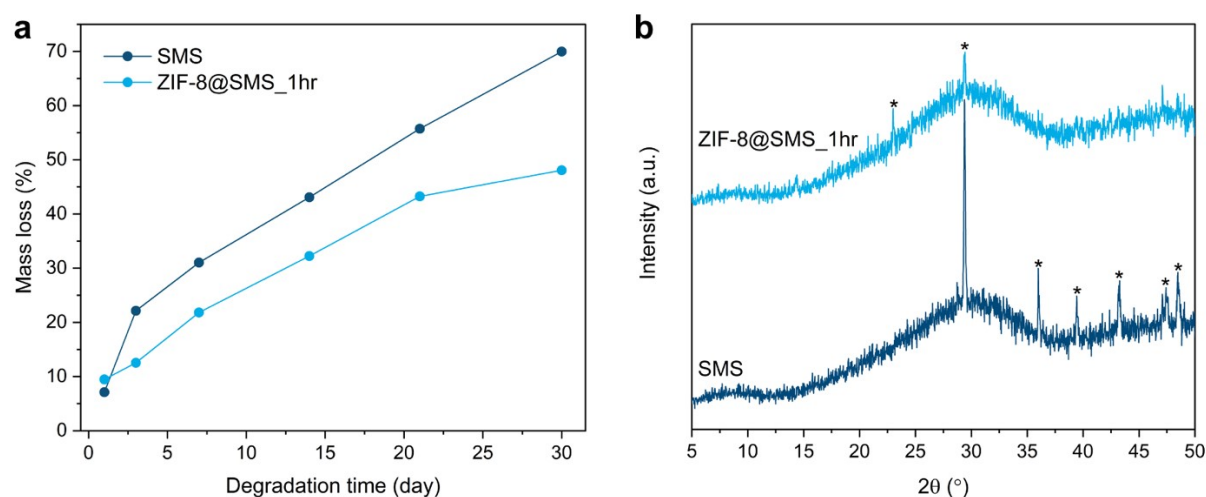 a
SMS
ZIF-8@SMS_1hr
70
60
50
40
30
20
10
0
0 5 10 15 20 25 30
Degradation time (day)
Mass loss (%)
b
*
*
ZIF-8@SMS_1hr
* * * * *
SMS
5 10 15 20 25 30 35 40 45 50
2θ (°)
Intensity (a.u.)